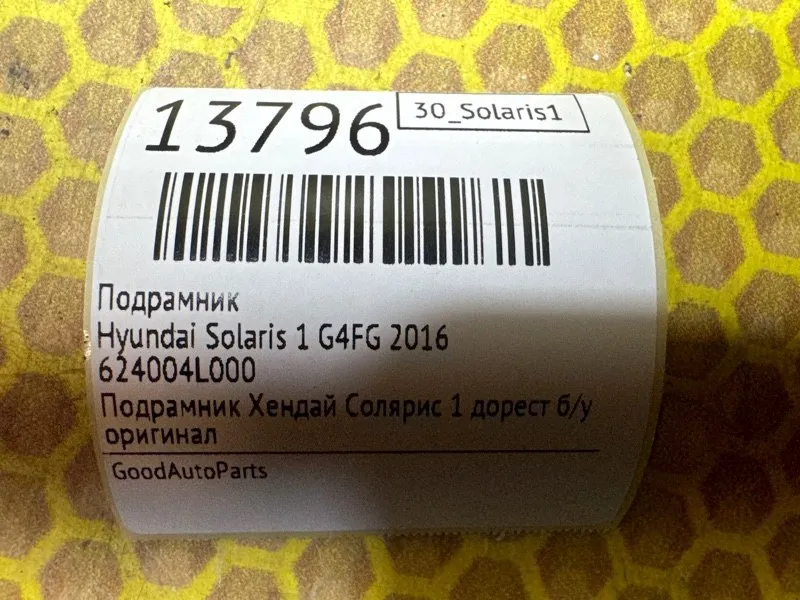 13796
30_Solaris1
Подрамник
Hyundai Solaris 1 G4FG 2016
624004L000
Подрамник Хендай Солярис 1 дорест б/у
оригинал
GoodAutoParts